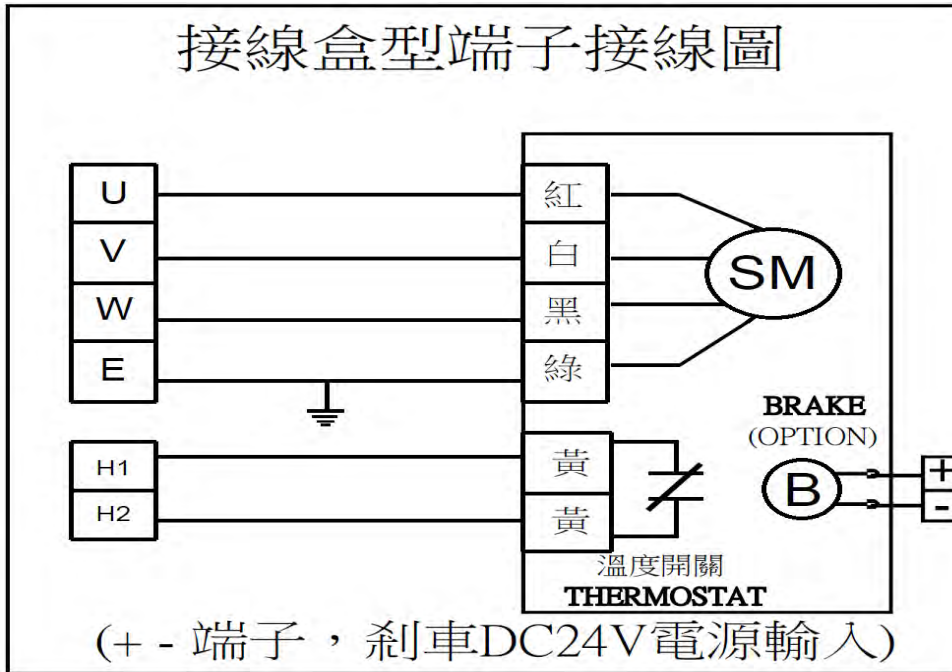 接線盒型端子接線圖
U
V
W
E
紅
白
黑
綠
SM
H1
H2
黃
黃
溫度開關
THERMOSTAT
BRAKE
(OPTION)
B
+
-
(+ - 端子，剎車DC24V電源輸入)